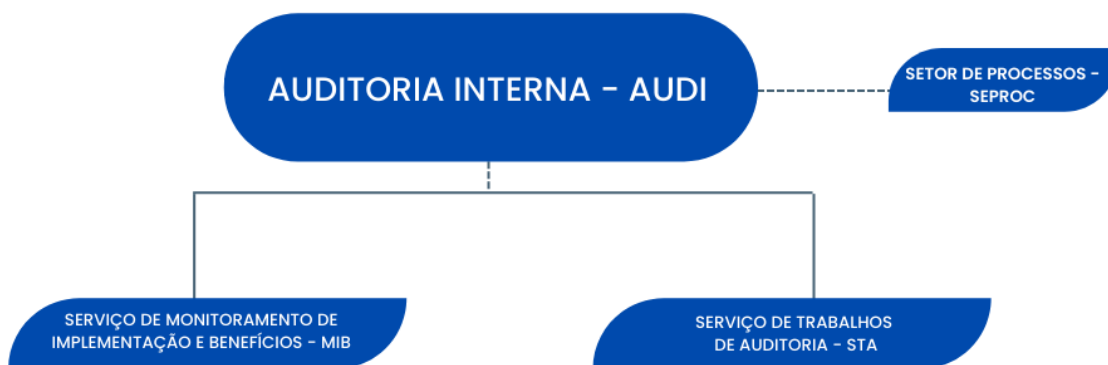 AUDITORIA INTERNA - AUDI
SETOR DE PROCESSOS -
SEPROC
SERVIÇO DE MONITORAMENTO DE
IMPLEMENTAÇÃO E BENEFÍCIOS - MIB
SERVIÇO DE TRABALHOS
DE AUDITORIA - STA